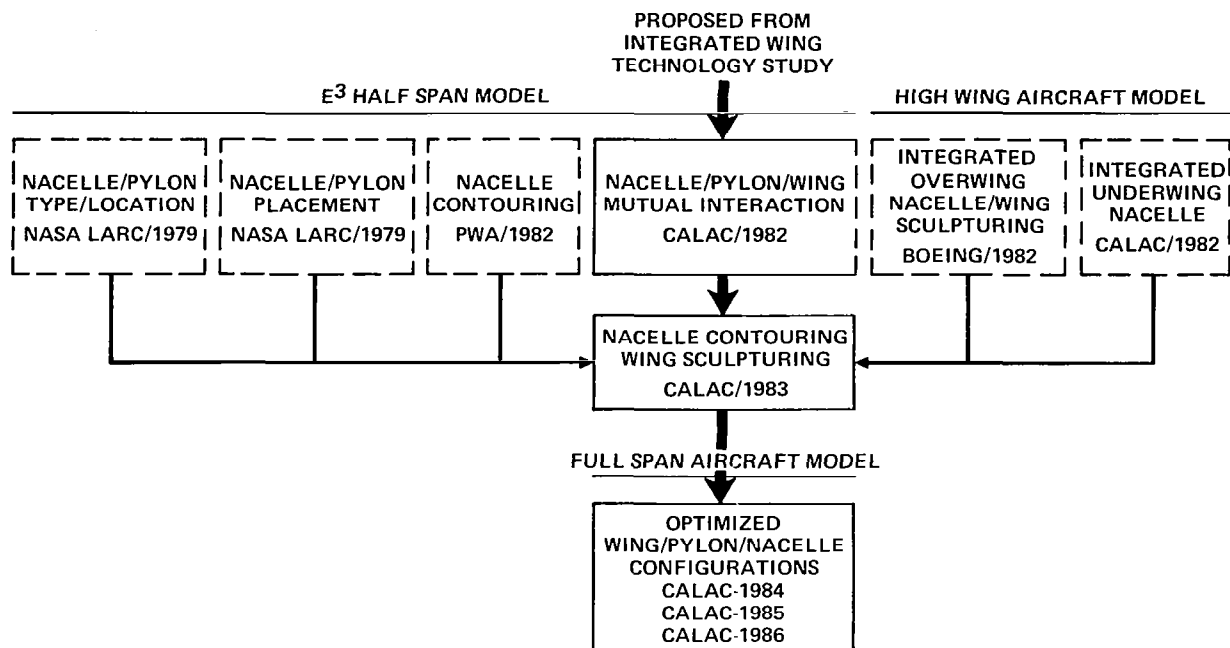 PROPOSED FROM
INTEGRATED WING
TECHNOLOGY STUDY
E³ HALF SPAN MODEL
HIGH WING AIRCRAFT MODEL
NACELLE/PYLON
TYPE/LOCATION
NASA LARC/1979
NACELLE/PYLON
PLACEMENT
NASA LARC/1979
NACELLE
CONTOURING
PWA/1982
NACELLE/PYLON/WING
MUTUAL INTERACTION
CALAC/1982
INTEGRATED
OVERWING
NACELLE/WING
SCULPTURING
BOEING/1982
INTEGRATED
UNDERWING
NACELLE
CALAC/1982
NACELLE CONTOURING
WING SCULPTURING
CALAC/1983
FULL SPAN AIRCRAFT MODEL
OPTIMIZED
WING/PYLON/NACELLE
CONFIGURATIONS
CALAC-1984
CALAC-1985
CALAC-1986